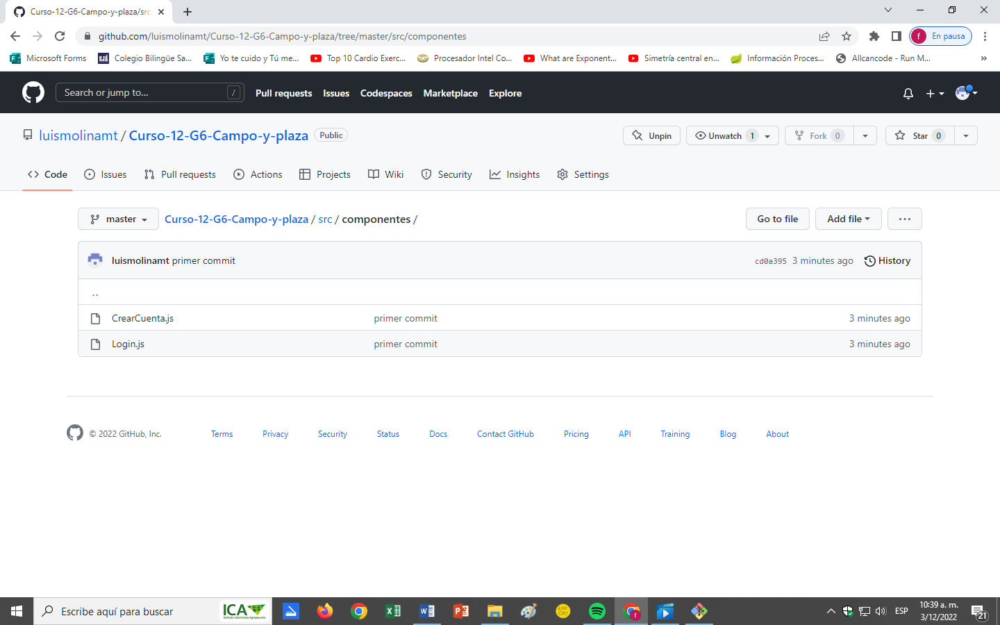 Curso-12-G6-Campo-y-plaza/src
github.com/luismolinamt/Curso-12-G6-Campo-y-plaza/tree/master/src/componentes
f En pausa
Microsoft Forms
SJÁ Colegio Bilingüe Sa...
Yo te cuido y Tú me...
Top 10 Cardio Exerc...
Procesador Intel Co...
What are Exponent...
Simetría central en...
Información Proces...
Allcancode - Run M...
»
Search or jump to... /
Pull requests
Issues
Codespaces
Marketplace
Explore
luismolinamt / Curso-12-G6-Campo-y-plaza Public
Unpin
Unwatch 1
Fork 0
Star 0
Code
Issues
Pull requests
Actions
Projects
Wiki
Security
Insights
Settings
master
Curso-12-G6-Campo-y-plaza / src / componentes /
Go to file
Add file
...
luismolinamt primer commit
cd0a395 3 minutes ago
History
..
CrearCuenta.js primer commit 3 minutes ago
Login.js primer commit 3 minutes ago
© 2022 GitHub, Inc.
Terms
Privacy
Security
Status
Docs
Contact GitHub
Pricing
API
Training
Blog
About
Escribe aquí para buscar
ICA
ESP
10:39 a. m.
3/12/2022
21